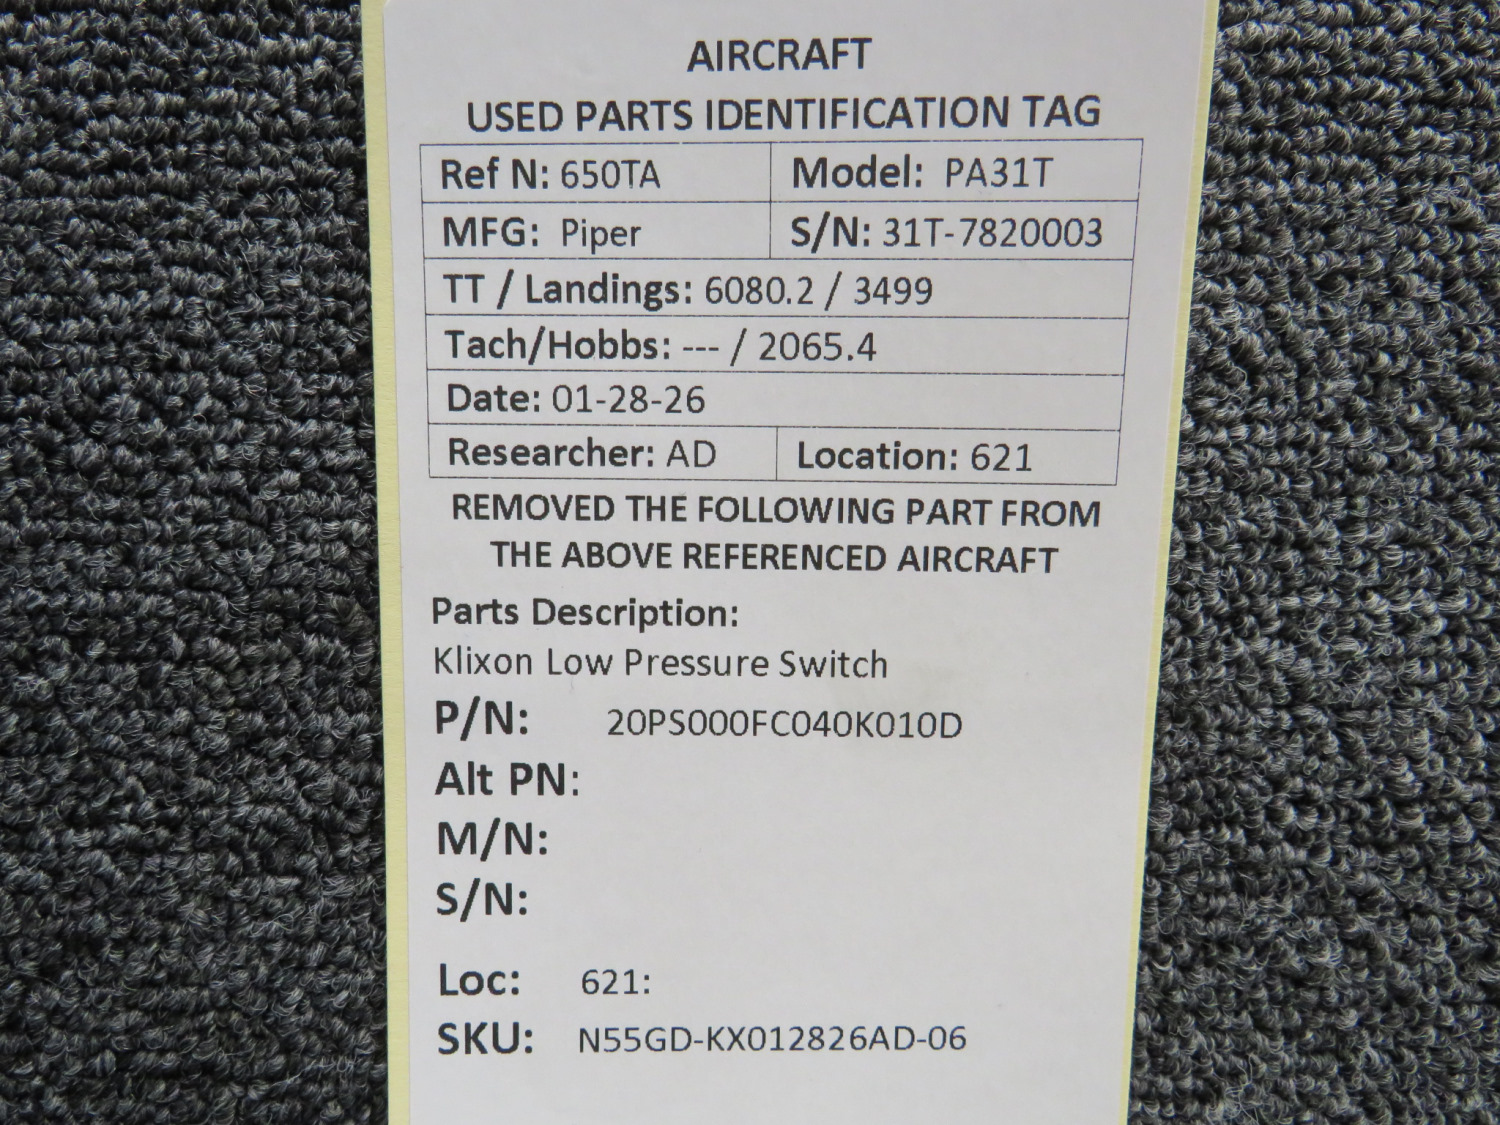 AIRCRAFT
USED PARTS IDENTIFICATION TAG
Ref N: 650TA Model: PA31T
MFG: Piper S/N: 31T-7820003
TT / Landings: 6080.2 / 3499
Tach/Hobbs: --- / 2065.4
Date: 01-28-26
Researcher: AD Location: 621
REMOVED THE FOLLOWING PART FROM
THE ABOVE REFERENCED AIRCRAFT
Parts Description:
Klixon Low Pressure Switch
P/N: 20PS000FC040K010D
Alt PN:
M/N:
S/N:
Loc: 621:
SKU: N55GD-KX012826AD-06